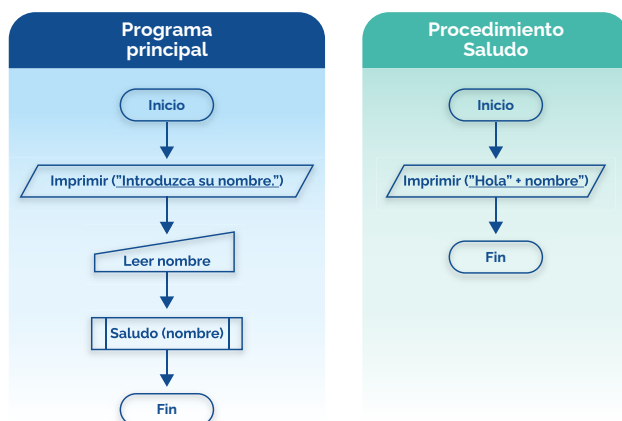 Programa
principal
Inicio
Imprimir ("Introduzca su nombre.")
Leer nombre
Saludo (nombre)
Fin
Procedimiento
Saludo
Inicio
Imprimir ("Hola" + nombre")
Fin